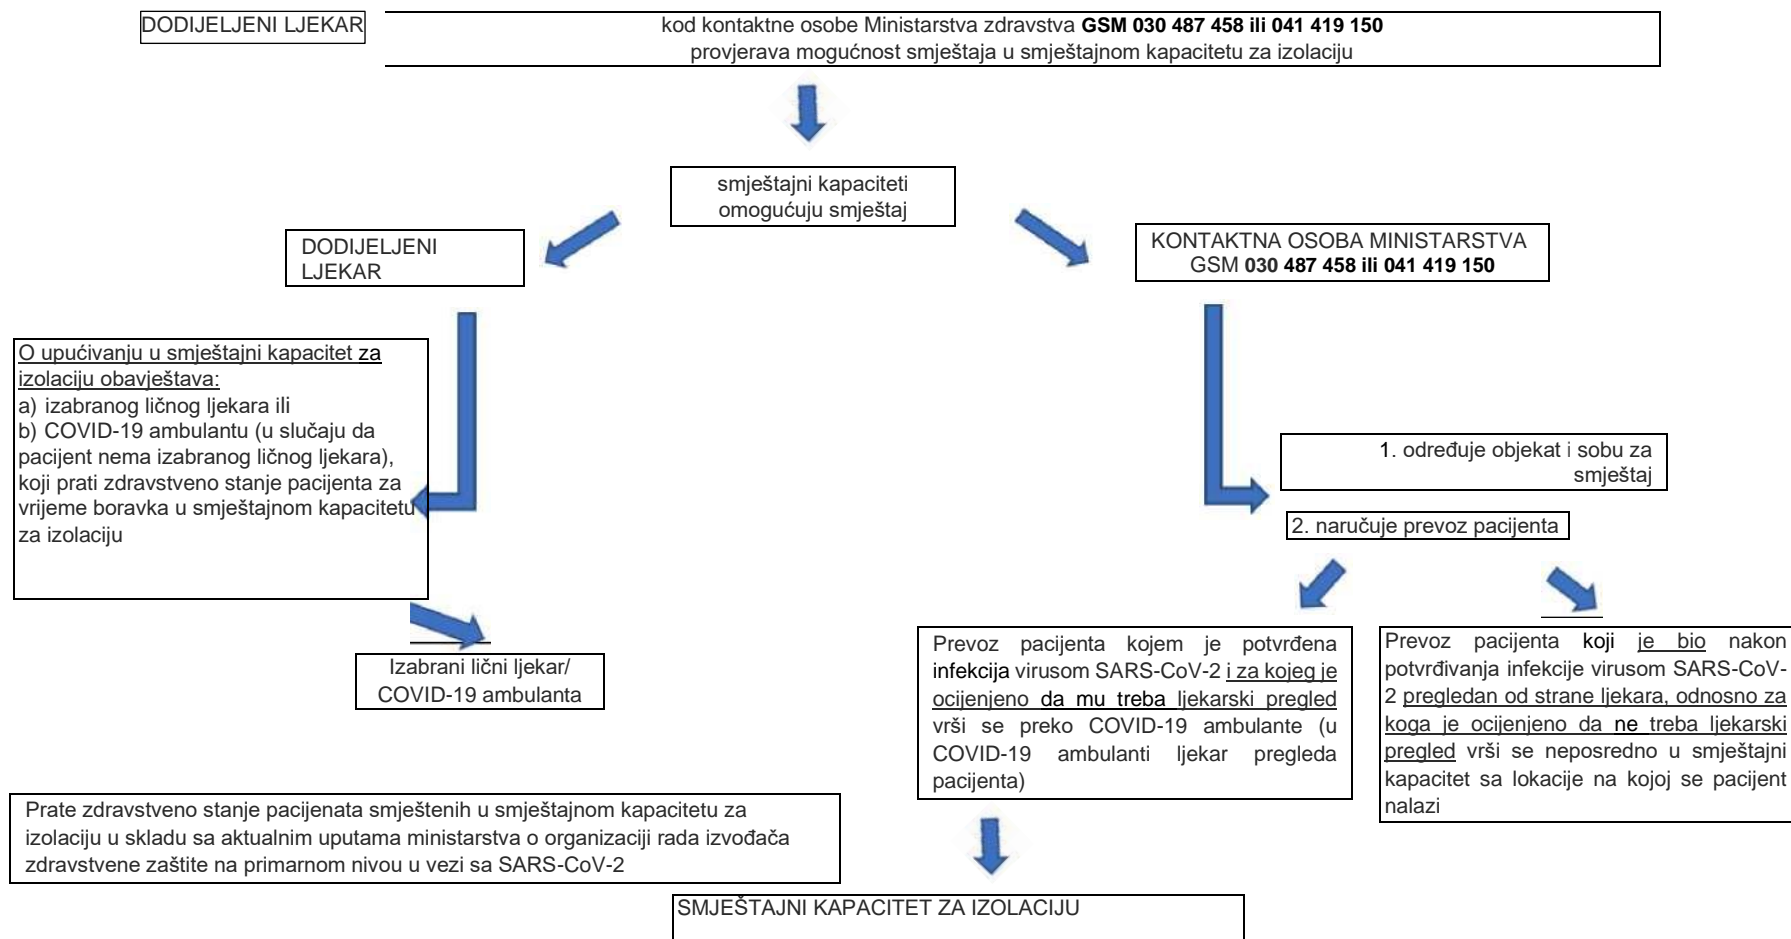 DODIJELJENI LJEKAR
kod kontaktne osobe Ministarstva zdravstva GSM 030 487 458 ili 041 419 150
provjerava mogućnost smještaja u smještajnom kapacitetu za izolaciju
smještajni kapaciteti
omogućuju smještaj
DODIJELJENI
LJEKAR
KONTAKTNA OSOBA MINISTARSTVA
GSM 030 487 458 ili 041 419 150
O upućivanju u smještajni kapacitet za
izolaciju obavještava:
a) izabranog ličnog ljekara ili
b) COVID-19 ambulantu (u slučaju da
pacijent nema izabranog ličnog ljekara),
koji prati zdravstveno stanje pacijenta za
vrijeme boravka u smještajnom kapacitetu
za izolaciju
1. određuje objekat i sobu za
smještaj
2. naručuje prevoz pacijenta
Izabrani lični ljekar/
COVID-19 ambulanta
Prevoz pacijenta kojem je potvrđena
infekcija virusom SARS-CoV-2 i za kojeg je
ocijenjeno da mu treba ljekarski pregled
vrši se preko COVID-19 ambulante (u
COVID-19 ambulanti ljekar pregleda
pacijenta)
Prevoz pacijenta koji je bio nakon
potvrđivanja infekcije virusom SARS-CoV-
2 pregledan od strane ljekara, odnosno za
koga je ocijenjeno da ne treba ljekarski
pregled vrši se neposredno u smještajni
kapacitet sa lokacije na kojoj se pacijent
nalazi
Prate zdravstveno stanje pacijenata smještenih u smještajnom kapacitetu za
izolaciju u skladu sa aktualnim uputama ministarstva o organizaciji rada izvođača
zdravstvene zaštite na primarnom nivou u vezi sa SARS-CoV-2
SMJEŠTAJNI KAPACITET ZA IZOLACIJU